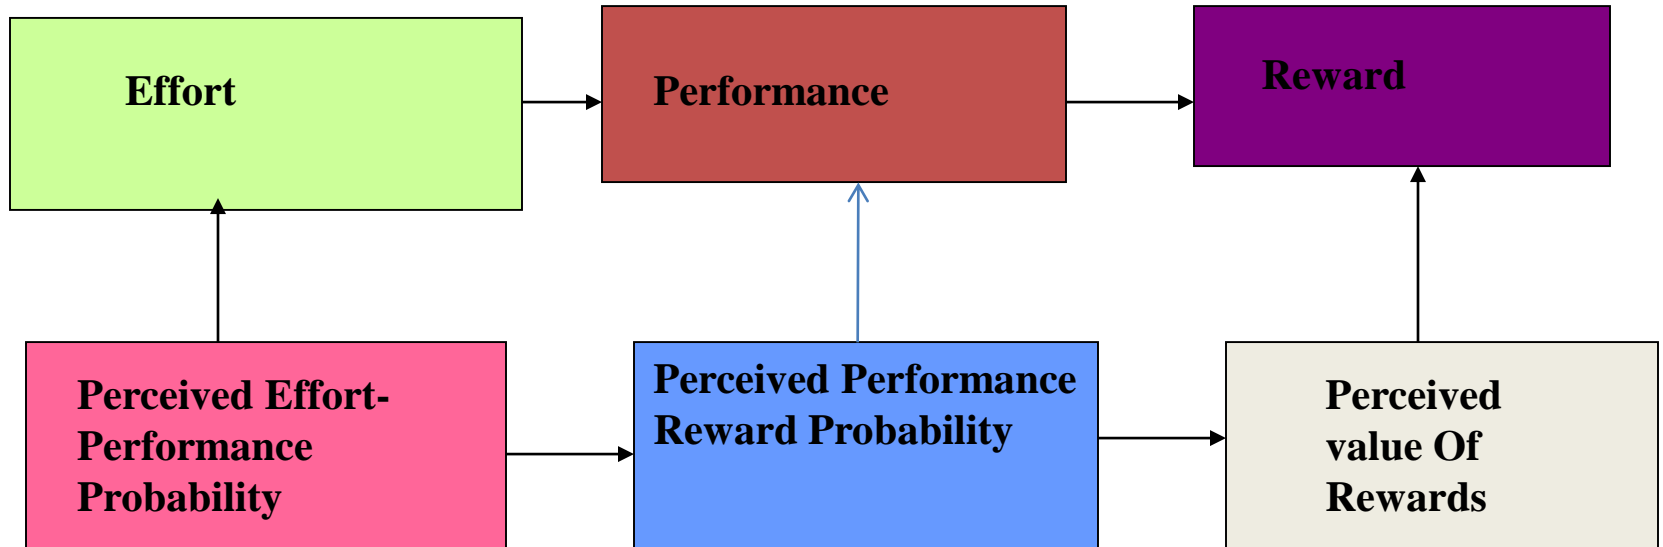 Effort
Performance
Reward
Perceived Effort-
Performance
Probability
Perceived Performance
Reward Probability
Perceived
value Of
Rewards